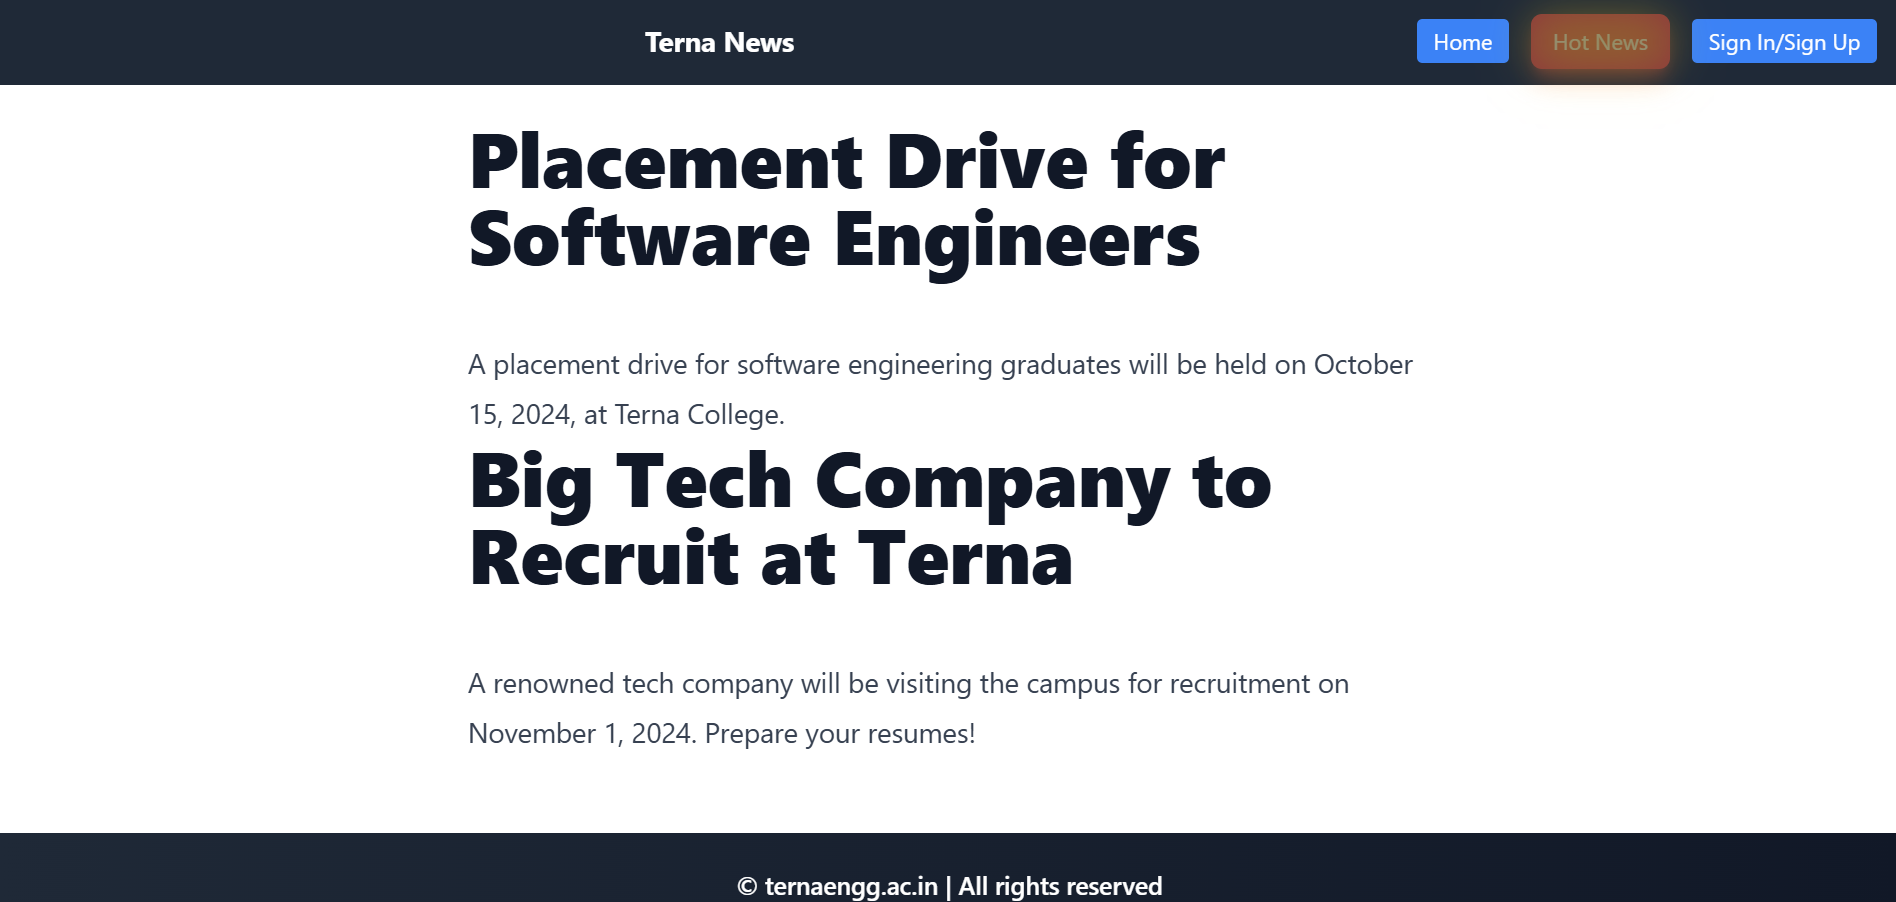 Terna News
Home
Hot News
Sign In/Sign Up
Placement Drive for
Software Engineers
A placement drive for software engineering graduates will be held on October
15, 2024, at Terna College.
Big Tech Company to
Recruit at Terna
A renowned tech company will be visiting the campus for recruitment on
November 1, 2024. Prepare your resumes!
© ternaengg.ac.in | All rights reserved